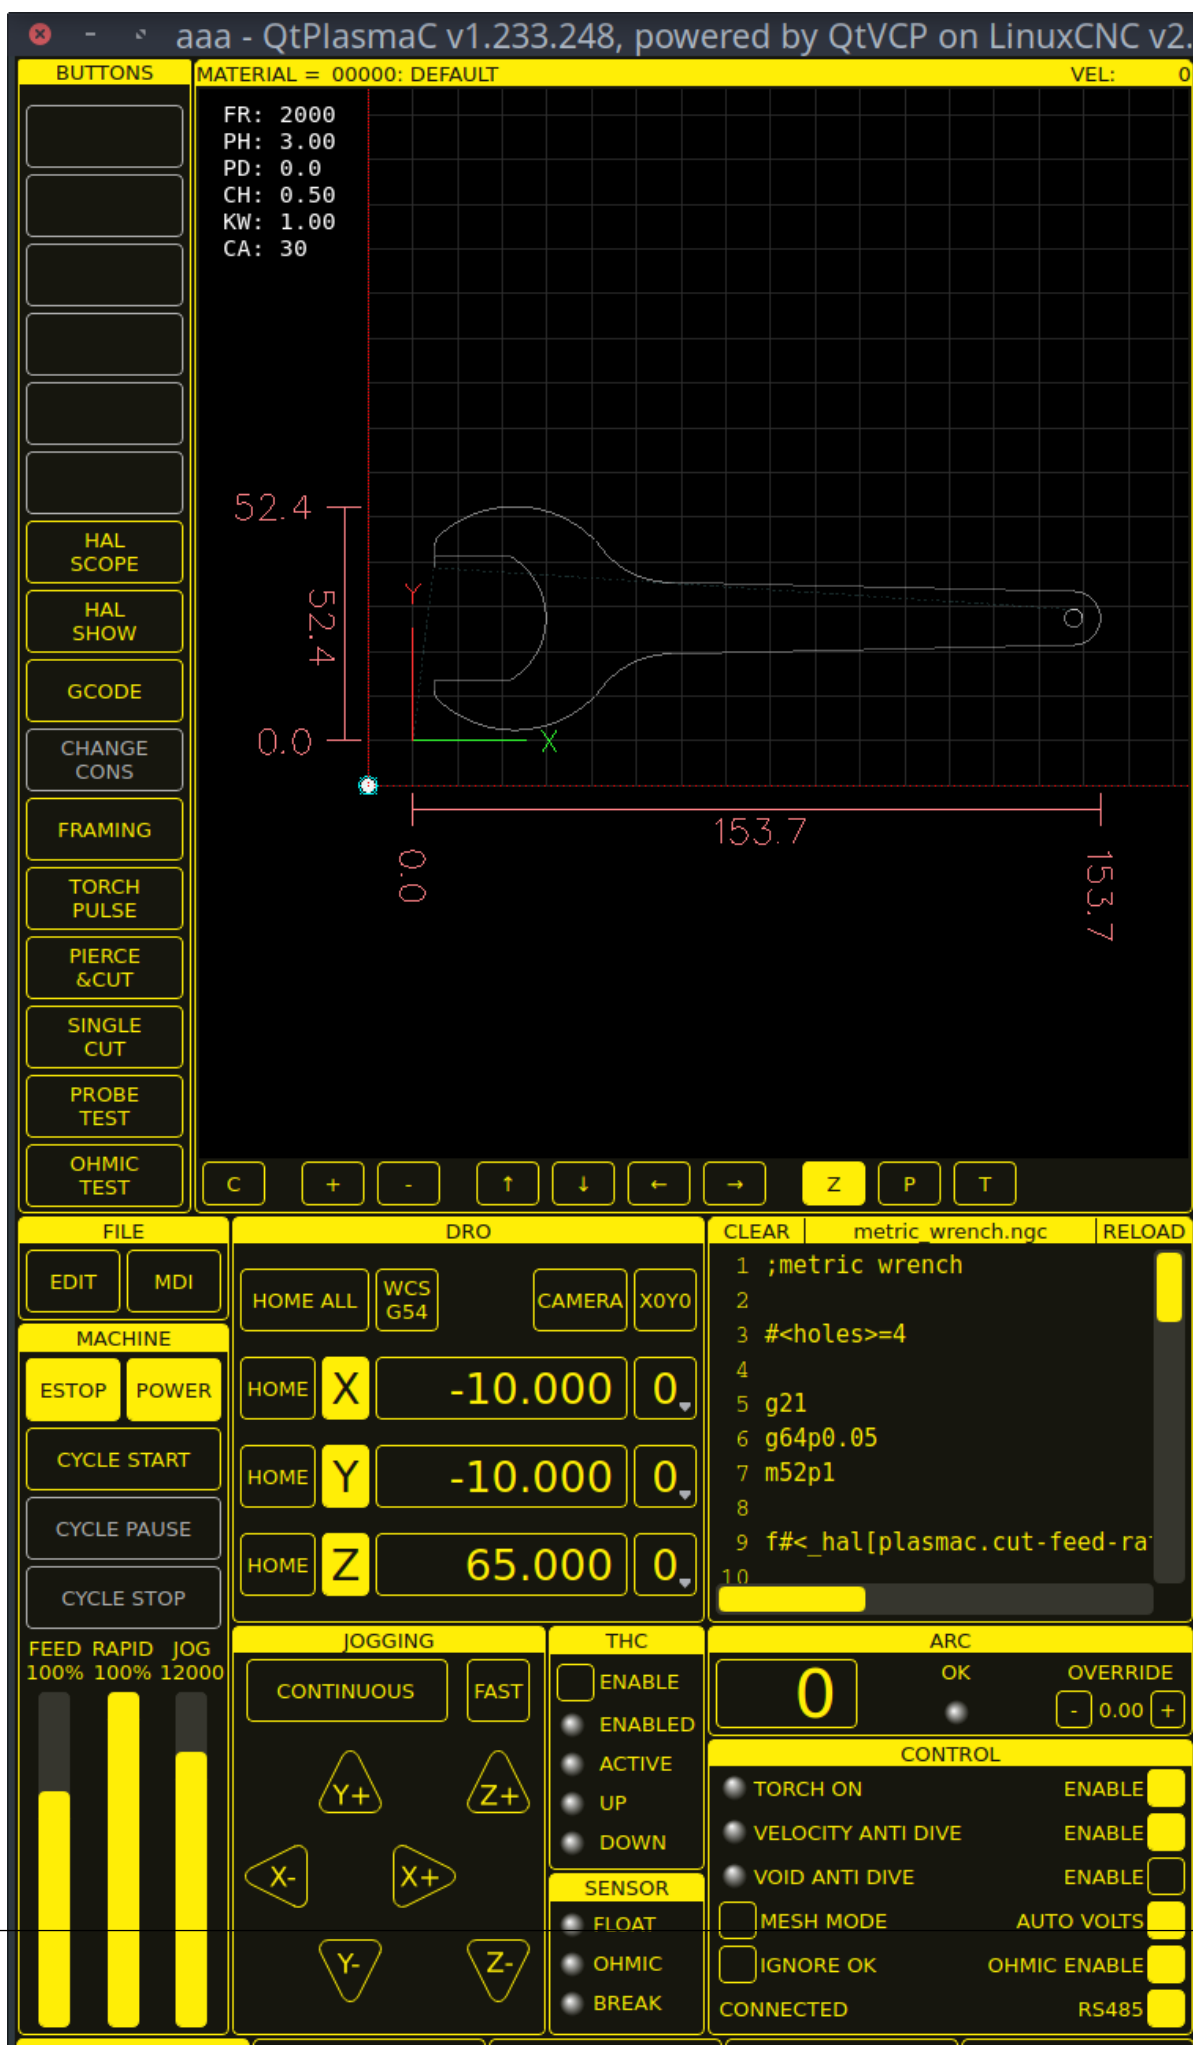 aaa - QtPlasmaC v1.233.248, powered by QtVCP on LinuxCNC v2.
BUTTONS
MATERIAL = 00000: DEFAULT
VEL: 0
FR: 2000
PH: 3.00
PD: 0.0
CH: 0.50
KW: 1.00
CA: 30
HAL
SCOPE
HAL
SHOW
GCODE
CHANGE
CONS
FRAMING
TORCH
PULSE
PIERCE
&CUT
SINGLE
CUT
PROBE
TEST
OHMIC
TEST
52.4
52.4
0.0
Y
X
153.7
0.0
153.7
C + - ↑ ↓ ← → Z P T
FILE
EDIT MDI
MACHINE
ESTOP POWER
CYCLE START
CYCLE PAUSE
CYCLE STOP
FEED RAPID JOG
100% 100% 12000
DRO
HOME ALL
WCS
G54
CAMERA X0Y0
HOME X -10.000 0
HOME Y -10.000 0
HOME Z 65.000 0
CLEAR metric_wrench.ngc RELOAD
1 ;metric wrench
2
3 #<holes>=4
4
5 g21
6 g64p0.05
7 m52p1
8
9 f#<_hal[plasmac.cut-feed-ra
10
JOGGING
CONTINUOUS FAST
Y+ Z+
X- X+
Y- Z-
THC
ENABLE
ENABLED
ACTIVE
UP
DOWN
SENSOR
FLOAT
OHMIC
BREAK
ARC
0
OK
OVERRIDE
- 0.00 +
CONTROL
TORCH ON ENABLE
VELOCITY ANTI DIVE ENABLE
VOID ANTI DIVE ENABLE
MESH MODE AUTO VOLTS
IGNORE OK OHMIC ENABLE
CONNECTED RS485